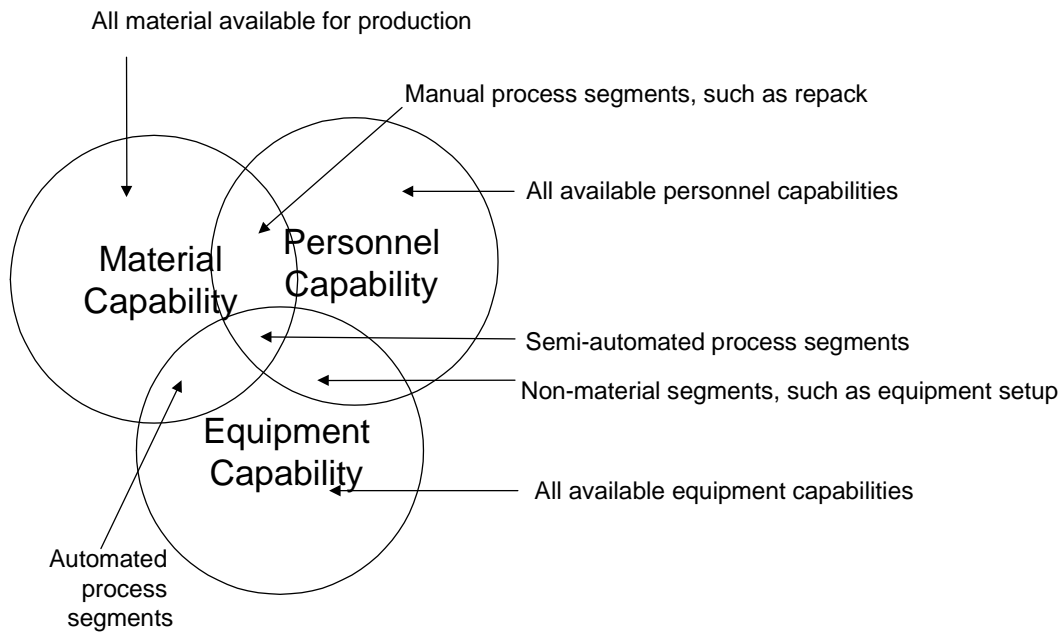 All material available for production
Manual process segments, such as repack
All available personnel capabilities
Personnel
Capability
Material
Capability
Semi-automated process segments
Non-material segments, such as equipment setup
Equipment
Capability
All available equipment capabilities
Automated
process
segments